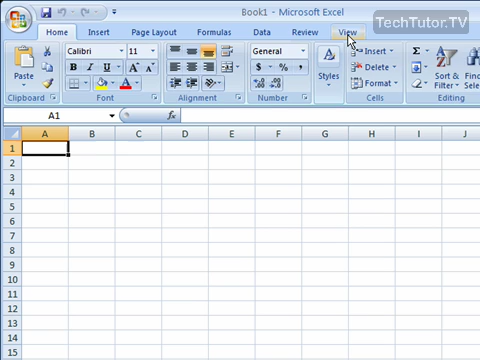 Book1 - Microsoft Excel
TechTutor.TV
Home Page Layout Formulas Data Review View
Calibri 11 General Insert
Paste B I U A $ % , Styles Delete Sort & Find
Format Filter Sele
Clipboard Font Alignment Number Cells Editing
A1 fx
A B C D E F G H I J
1
2
3
4
5
6
7
8
9
10
11
12
13
14
15